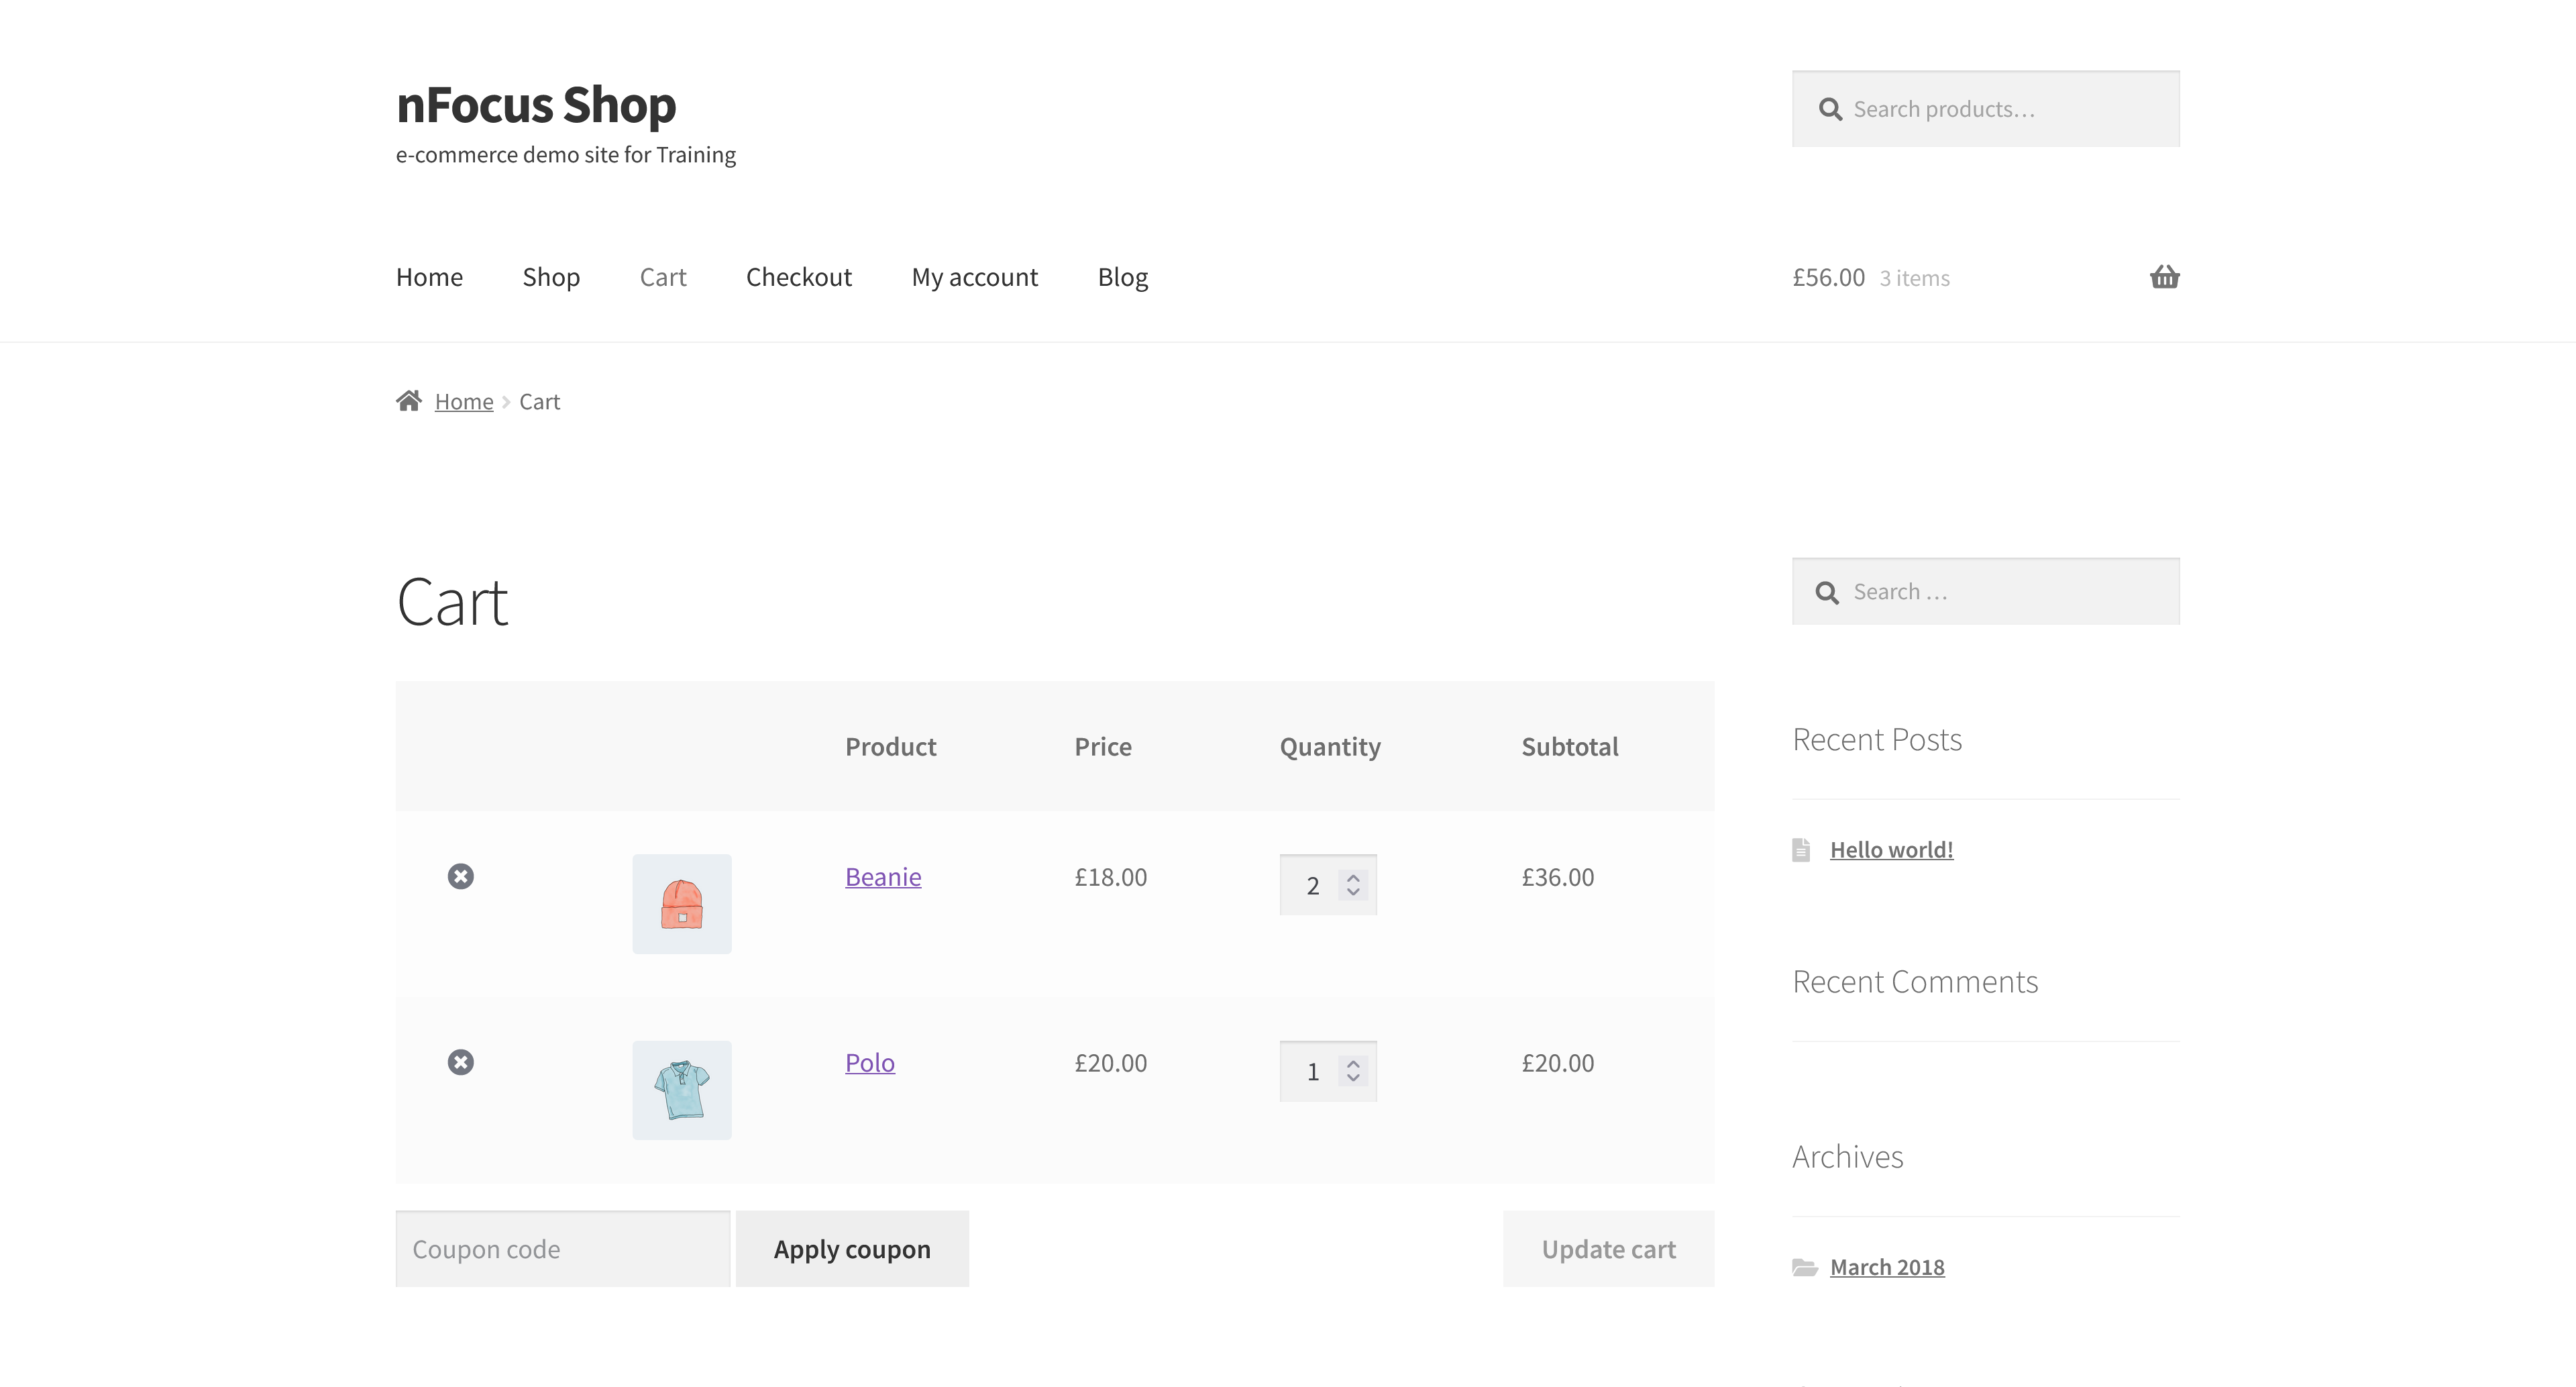 nFocus Shop
e-commerce demo site for Training
Search products…
Home Shop Cart Checkout My account Blog
£56.00 3 items
Home Cart
Cart
Search …
Product Price Quantity Subtotal
Beanie £18.00 2 £36.00
Polo £20.00 1 £20.00
Coupon code Apply coupon Update cart
Recent Posts
Hello world!
Recent Comments
Archives
March 2018